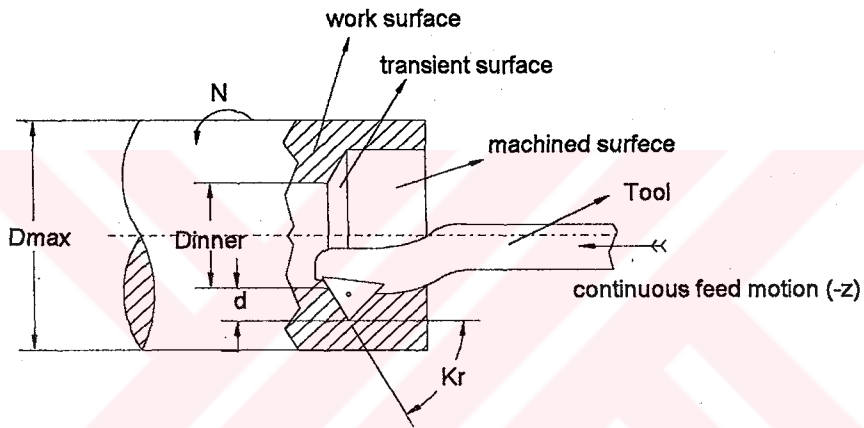 work surface
transient surface
N
machined surfece
Tool
Dmax
Dinner
d
continuous feed motion (-z)
Kr